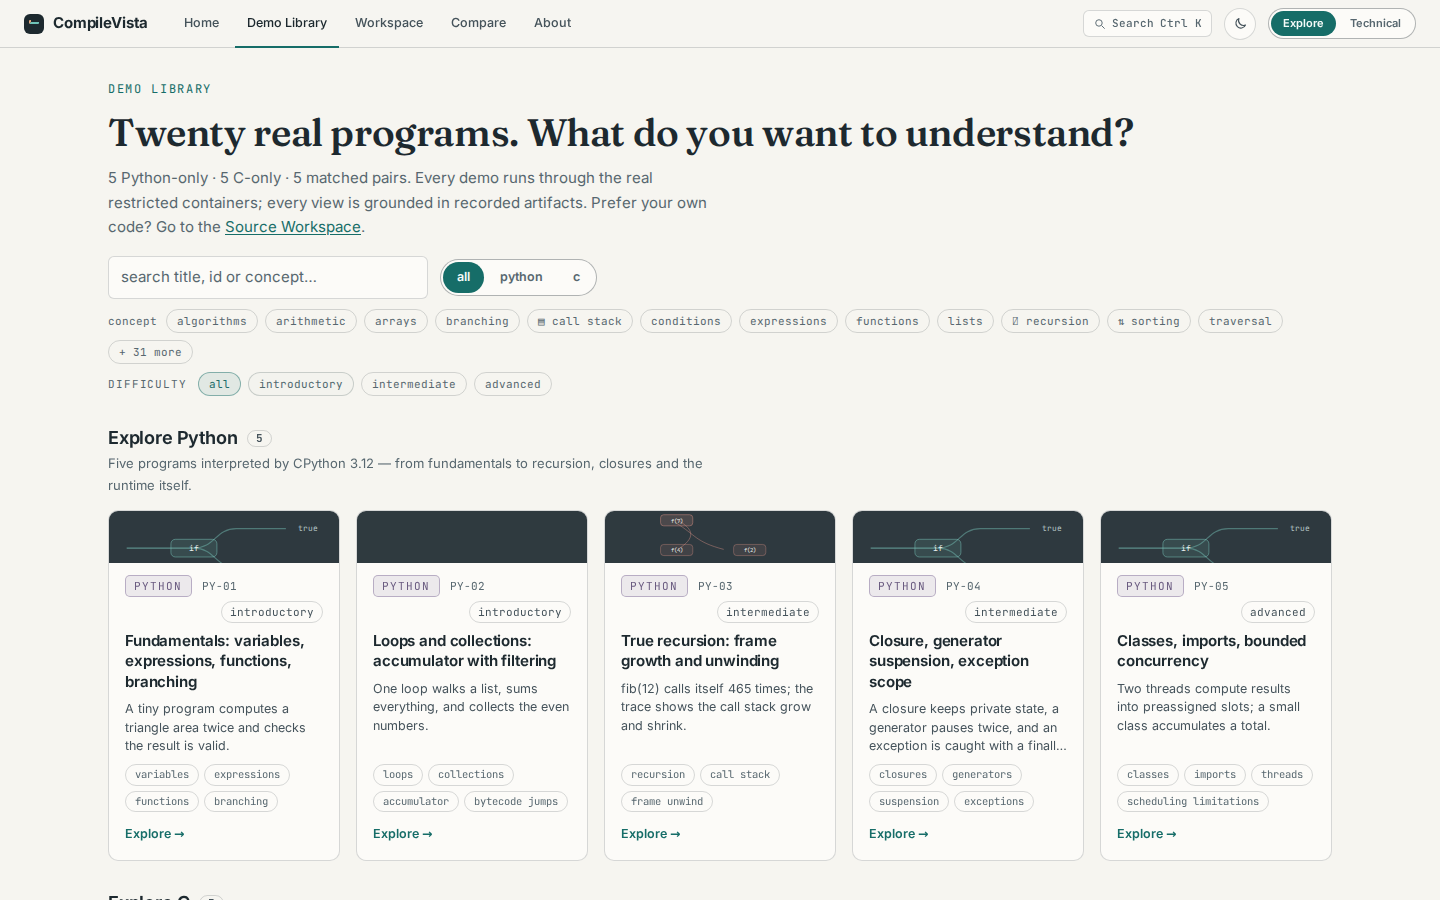 CompileVista
Home
Demo Library
Workspace
Compare
About
Search Ctrl K
Explore
Technical
DEMO LIBRARY
Twenty real programs. What do you want to understand?
5 Python-only · 5 C-only · 5 matched pairs. Every demo runs through the real
restricted containers; every view is grounded in recorded artifacts. Prefer your own
code? Go to the Source Workspace.
search title, id or concept…
all
python
c
concept
algorithms
arithmetic
arrays
branching
call stack
conditions
expressions
functions
lists
recursion
⇅ sorting
traversal
+ 31 more
DIFFICULTY
all
introductory
intermediate
advanced
Explore Python 5
Five programs interpreted by CPython 3.12 — from fundamentals to recursion, closures and the
runtime itself.
if
true
PYTHON PY-01
introductory
Fundamentals: variables,
expressions, functions,
branching
A tiny program computes a
triangle area twice and checks
the result is valid.
variables
expressions
functions
branching
Explore →
PYTHON PY-02
introductory
Loops and collections:
accumulator with filtering
One loop walks a list, sums
everything, and collects the even
numbers.
loops
collections
accumulator
bytecode jumps
Explore →
f(4)
f(2)
PYTHON PY-03
intermediate
True recursion: frame
growth and unwinding
fib(12) calls itself 465 times; the
trace shows the call stack grow
and shrink.
recursion
call stack
frame unwind
Explore →
if
true
PYTHON PY-04
intermediate
Closure, generator
suspension, exception
scope
A closure keeps private state, a
generator pauses twice, and an
exception is caught with a finall…
closures
generators
suspension
exceptions
Explore →
if
true
PYTHON PY-05
advanced
Classes, imports, bounded
concurrency
Two threads compute results
into preassigned slots; a small
class accumulates a total.
classes
imports
threads
scheduling limitations
Explore →